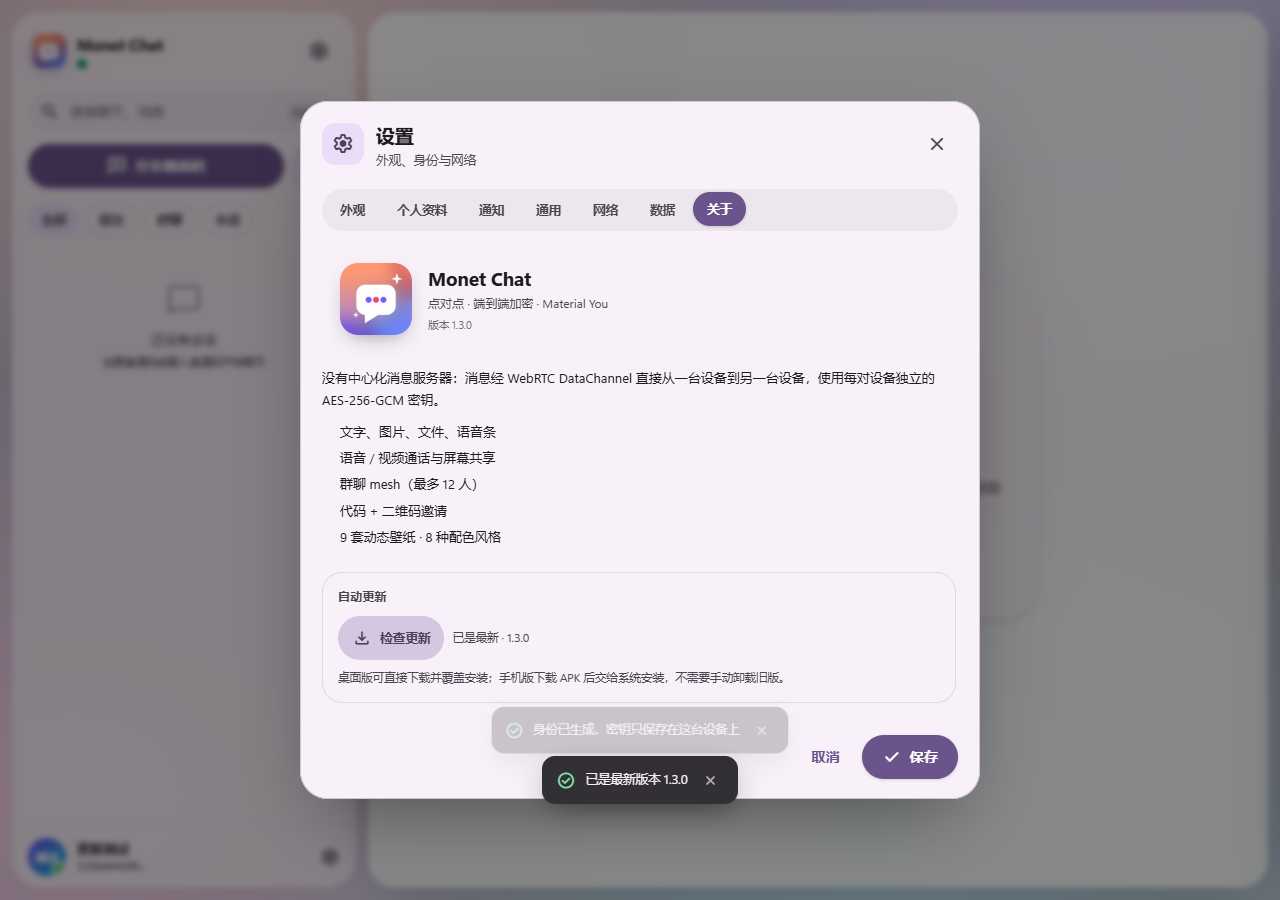 Monet Chat
设置
外观、身份与网络
外观 个人资料 通知 通用 网络 数据 关于
Monet Chat
点对点 · 端到端加密 · Material You
版本 1.3.0
没有中心化消息服务器：消息经 WebRTC DataChannel 直接从一台设备到另一台设备，使用每对设备独立的
AES-256-GCM 密钥。
文字、图片、文件、语音条
语音 / 视频通话与屏幕共享
群聊 mesh（最多 12 人）
代码 + 二维码邀请
9 套动态壁纸 · 8 种配色风格
自动更新
检查更新 已是最新 · 1.3.0
桌面版可直接下载并覆盖安装；手机版下载 APK 后交给系统安装，不需要手动卸载旧版。
身份已生成，密钥只保存在这台设备上
取消 保存
已是最新版本 1.3.0